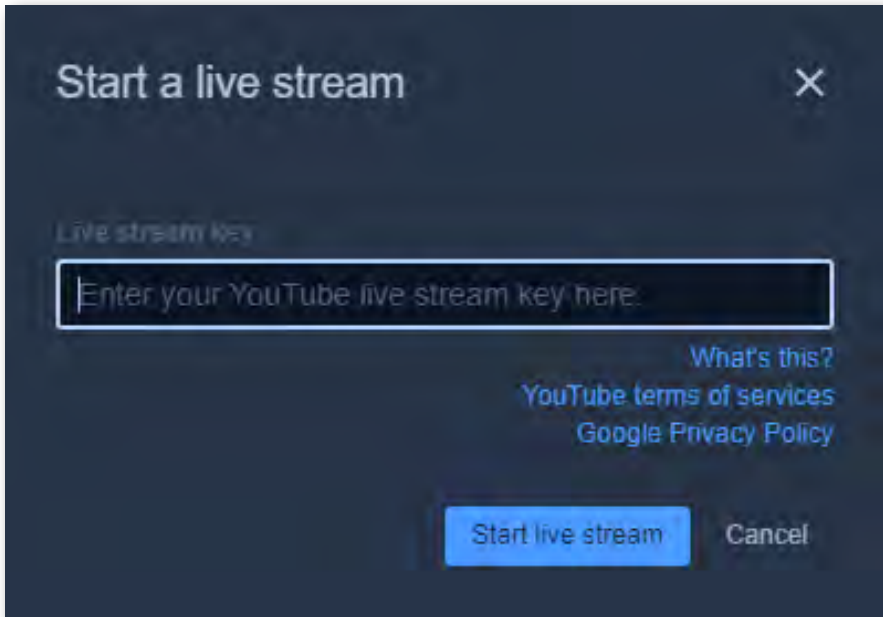 Start a live stream
Live stream key
Enter your YouTube live stream key here.
What's this?
YouTube terms of services
Google Privacy Policy
Start live stream Cancel